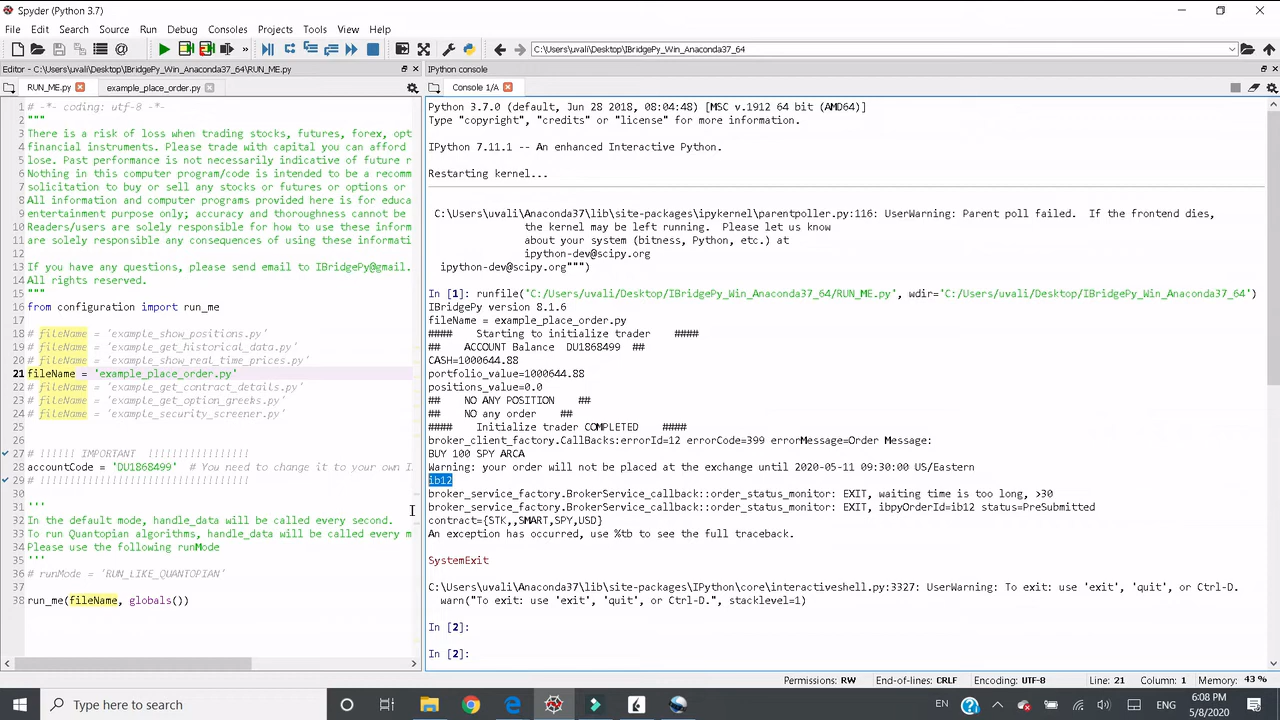 Spyder (Python 3.7)
File Edit Search Source Run Debug Consoles Projects Tools View Help
C:\Users\uvali\Desktop\IBridgePy_Win_Anaconda37_64
Editor - C:\Users\uvali\Desktop\IBridgePy_Win_Anaconda37_64\RUN_ME.py
RUN_ME.py example_place_order.py
1 # -*- coding: utf-8 -*-
2 """
3 There is a risk of loss when trading stocks, futures, forex, opt
4 financial instruments. Please trade with capital you can afford
5 lose. Past performance is not necessarily indicative of future r
6 Nothing in this computer program/code is intended to be a recomm
7 solicitation to buy or sell any stocks or futures or options or
8 All information and computer programs provided here is for educa
9 entertainment purpose only; accuracy and thoroughness cannot be
10 Readers/users are solely responsible for how to use these inform
11 are solely responsible any consequences of using these informati
12
13 If you have any questions, please send email to IBridgePy@gmail.
14 All rights reserved.
15 """
16 from configuration import run_me
17
18 # fileName = 'example_show_positions.py'
19 # fileName = 'example_get_historical_data.py'
20 # fileName = 'example_show_real_time_prices.py'
21 fileName = 'example_place_order.py'
22 # fileName = 'example_get_contract_details.py'
23 # fileName = 'example_get_option_greeks.py'
24 # fileName = 'example_security_screener.py'
25
26
27 # !!!!!! IMPORTANT !!!!!!!!!!!!!!!!!
28 accountCode = 'DU1868499' # You need to change it to your own I
29 # !!!!!!!!!!!!!!!!!!!!!!!!!!!!!!!!!
30
31 '''
32 In the default mode, handle_data will be called every second.
33 To run Quantopian algorithms, handle_data will be called every m
34 Please use the following runMode
35 '''
36 # runMode = 'RUN_LIKE_QUANTOPIAN'
37
38 run_me(fileName, globals())
IPython console
Console 1/A
Python 3.7.0 (default, Jun 28 2018, 08:04:48) [MSC v.1912 64 bit (AMD64)]
Type "copyright", "credits" or "license" for more information.
IPython 7.11.1 -- An enhanced Interactive Python.
Restarting kernel...
C:\Users\uvali\Anaconda37\lib\site-packages\ipykernel\parentpoller.py:116: UserWarning: Parent poll failed. If the frontend dies,
the kernel may be left running. Please let us know
about your system (bitness, Python, etc.) at
ipython-dev@scipy.org
ipython-dev@scipy.org""")
In [1]: runfile('C:/Users/uvali/Desktop/IBridgePy_Win_Anaconda37_64/RUN_ME.py', wdir='C:/Users/uvali/Desktop/IBridgePy_Win_Anaconda37_64')
IBridgePy version 8.1.6
fileName = example_place_order.py
#### Starting to initialize trader ####
## ACCOUNT Balance DU1868499 ##
CASH=1000644.88
portfolio_value=1000644.88
positions_value=0.0
## NO ANY POSITION ##
## NO any order ##
#### Initialize trader COMPLETED ####
broker_client_factory.CallBacks:errorId=12 errorCode=399 errorMessage=Order Message:
BUY 100 SPY ARCA
Warning: your order will not be placed at the exchange until 2020-05-11 09:30:00 US/Eastern
ib12
broker_service_factory.BrokerService_callback::order_status_monitor: EXIT, waiting time is too long, >30
broker_service_factory.BrokerService_callback::order_status_monitor: EXIT, ibpyOrderId=ib12 status=PreSubmitted
contract={STK,,SMART,SPY,USD}
An exception has occurred, use %tb to see the full traceback.
SystemExit
C:\Users\uvali\Anaconda37\lib\site-packages\IPython\core\interactiveshell.py:3327: UserWarning: To exit: use 'exit', 'quit', or Ctrl-D.
warn("To exit: use 'exit', 'quit', or Ctrl-D.", stacklevel=1)
In [2]:
In [2]:
Permissions: RW End-of-lines: CRLF Encoding: UTF-8 Line: 21 Column: 1 Memory: 43 %
Type here to search
EN
6:08 PM
5/8/2020